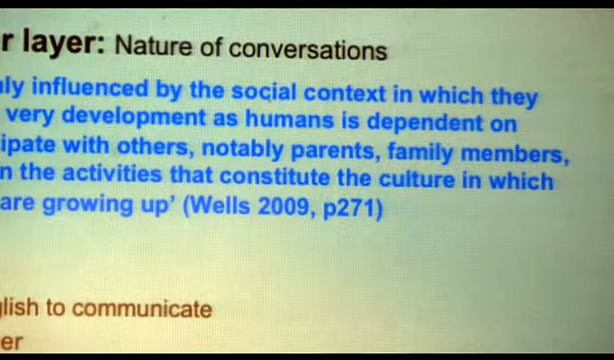 r layer: Nature of conversations
influenced by the social context in which they
very development as humans is dependent on
ipate with others, notably parents, family members,
n the activities that constitute the culture in which
are growing up' (Wells 2009, p271)
glish to communicate
er